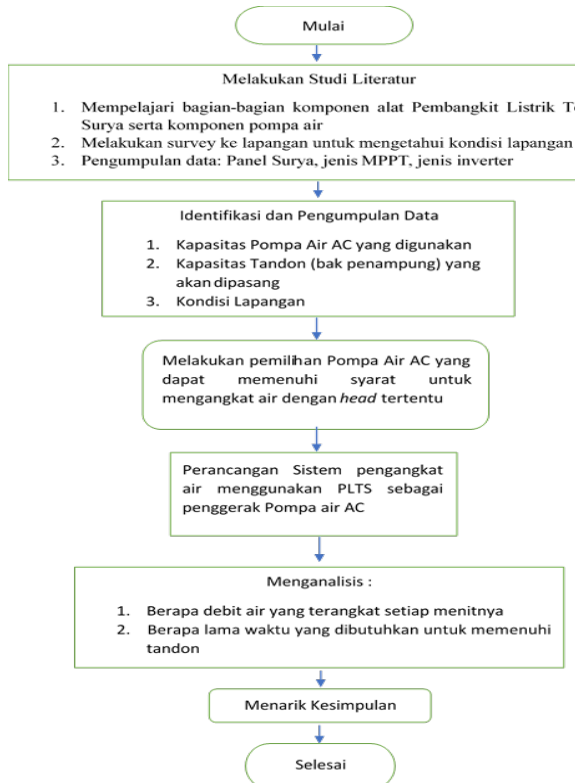 Mulai
Melakukan Studi Literatur
1. Mempelajari bagian-bagian komponen alat Pembangkit Listrik
Surya serta komponen pompa air
2. Melakukan survey ke lapangan untuk mengetahui kondisi lapangan
3. Pengumpulan data: Panel Surya, jenis MPPT, jenis inverter
Identifikasi dan Pengumpulan Data
1. Kapasitas Pompa Air AC yang digunakan
2. Kapasitas Tandon (bak penampung) yang
akan dipasang
3. Kondisi Lapangan
Melakukan pemilihan Pompa Air AC yang
dapat memenuhi syarat untuk
mengangkat air dengan head tertentu
Perancangan Sistem pengangkat
air menggunakan PLTS sebagai
penggerak Pompa air AC
Menganalisis :
1. Berapa debit air yang terangkat setiap menitnya
2. Berapa lama waktu yang dibutuhkan untuk memenuhi
tandon
Menarik Kesimpulan
Selesai